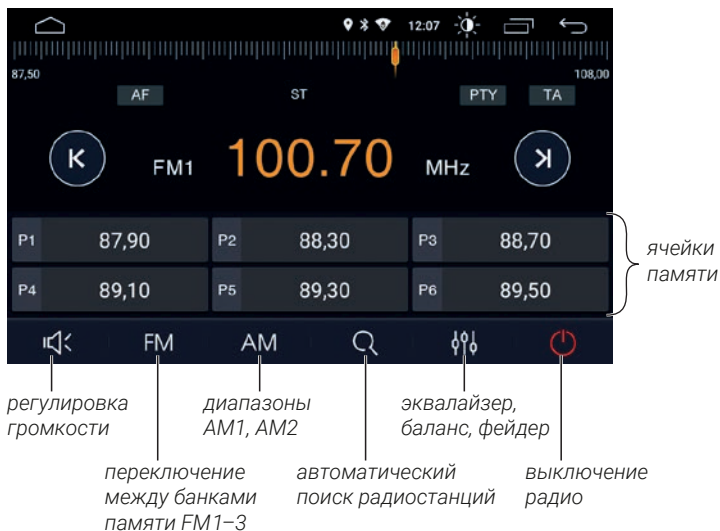 12:07
87,50
108,00
AF
ST
PTY
TA
FM1
100.70
MHz
P1
87,90
P2
88,30
P3
88,70
P4
89,10
P5
89,30
P6
89,50
ячейки
памяти
FM
AM
регулировка
громкости
диапазоны
AM1, AM2
эквалайзер,
баланс, фейдер
переключение
между банками
памяти FM1–3
автоматический
поиск радиостанций
выключение
радио